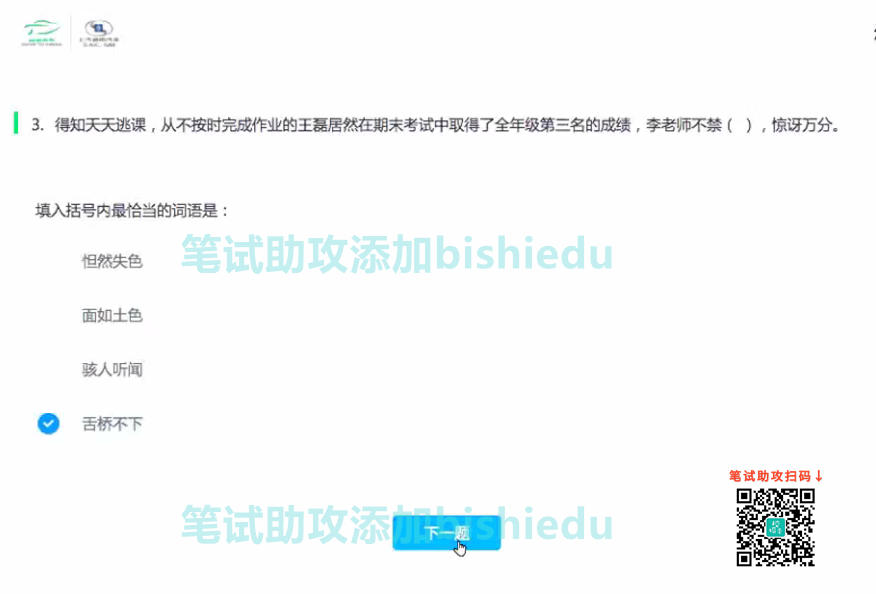 3. 得知天天逃课，从不按时完成作业的王磊居然在期末考试中取得了全年级第三名的成绩，李老师不禁（ ），惊讶万分。
填入括号内最恰当的词语是：
笔试助攻添加bishiedu
怛然失色
面如土色
骇人听闻
舌桥不下
笔试助攻扫码↓
笔试助攻添加bishiedu
下一题